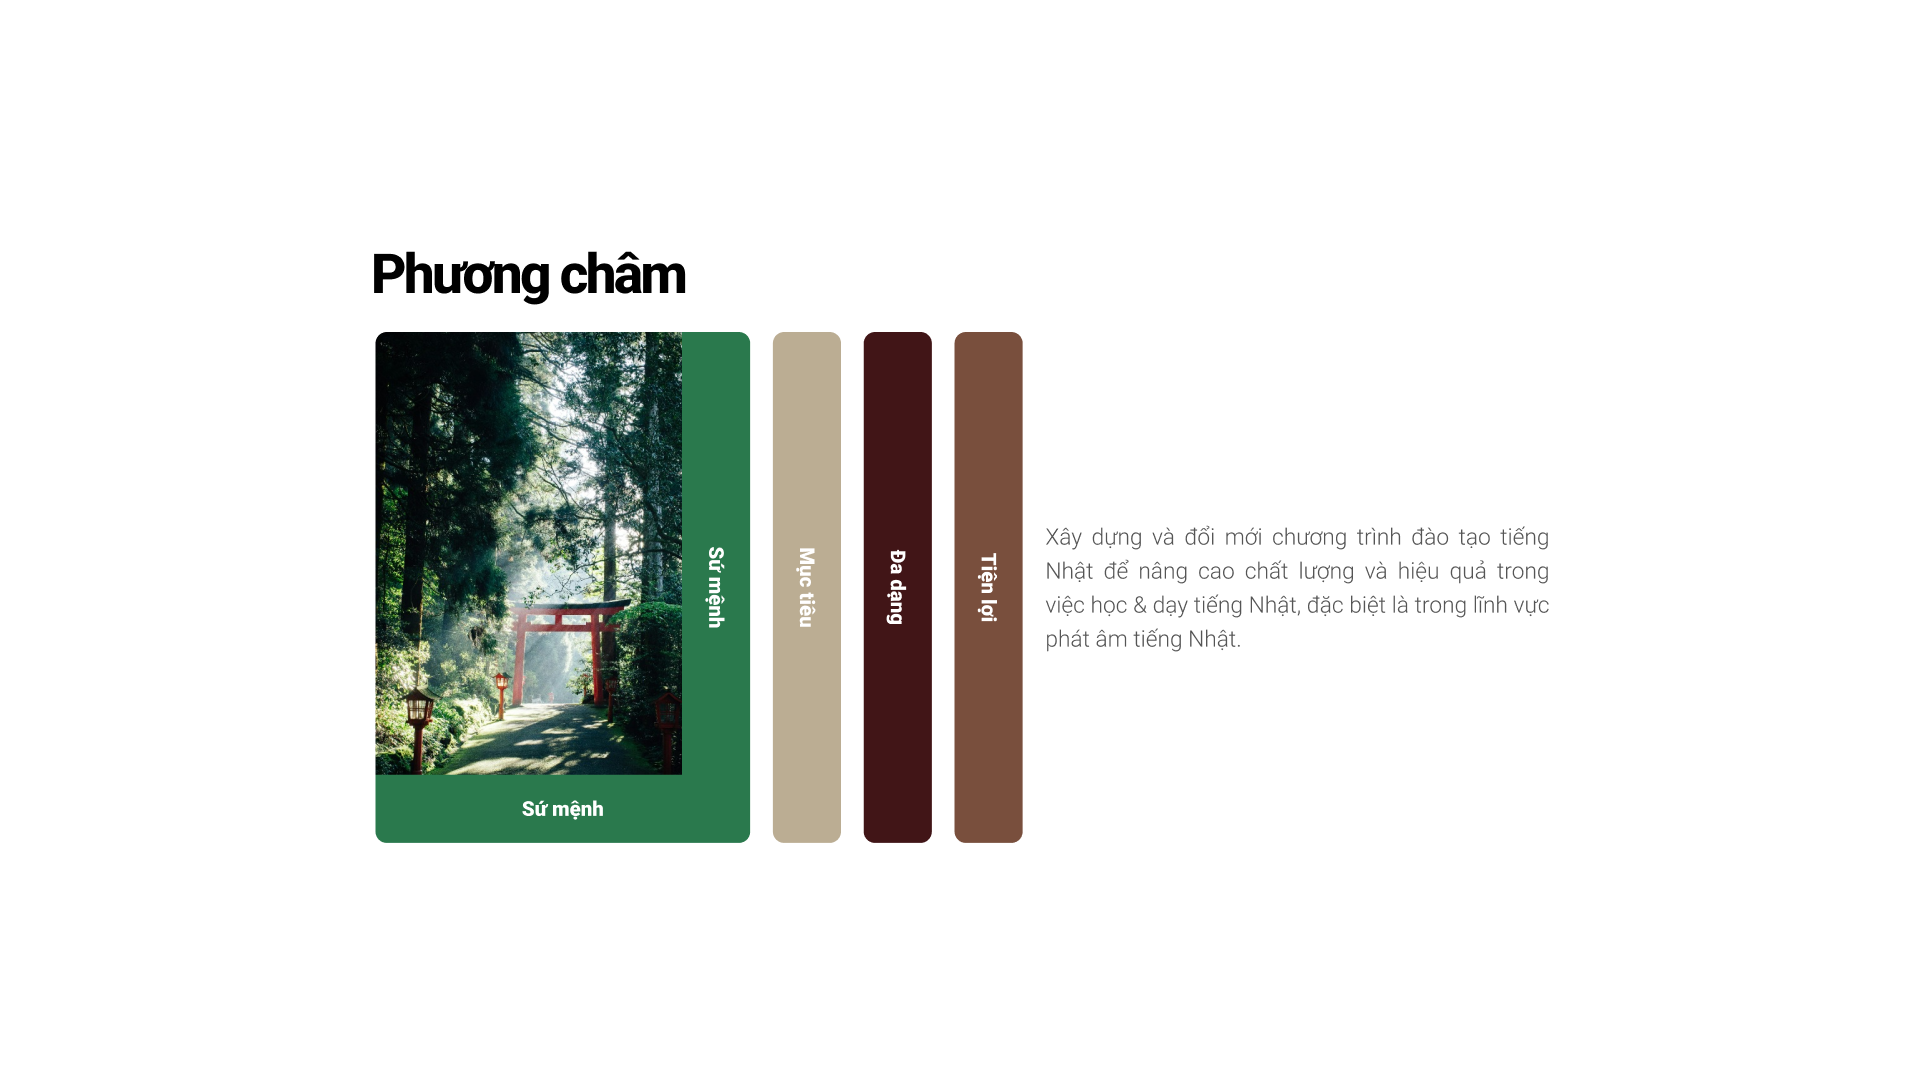 Phương châm
Sứ mệnh
Sứ mệnh
Mục tiêu
Đa dạng
Tiện lợi
Xây dựng và đổi mới chương trình đào tạo tiếng
Nhật để nâng cao chất lượng và hiệu quả trong
việc học & dạy tiếng Nhật, đặc biệt là trong lĩnh vực
phát âm tiếng Nhật.